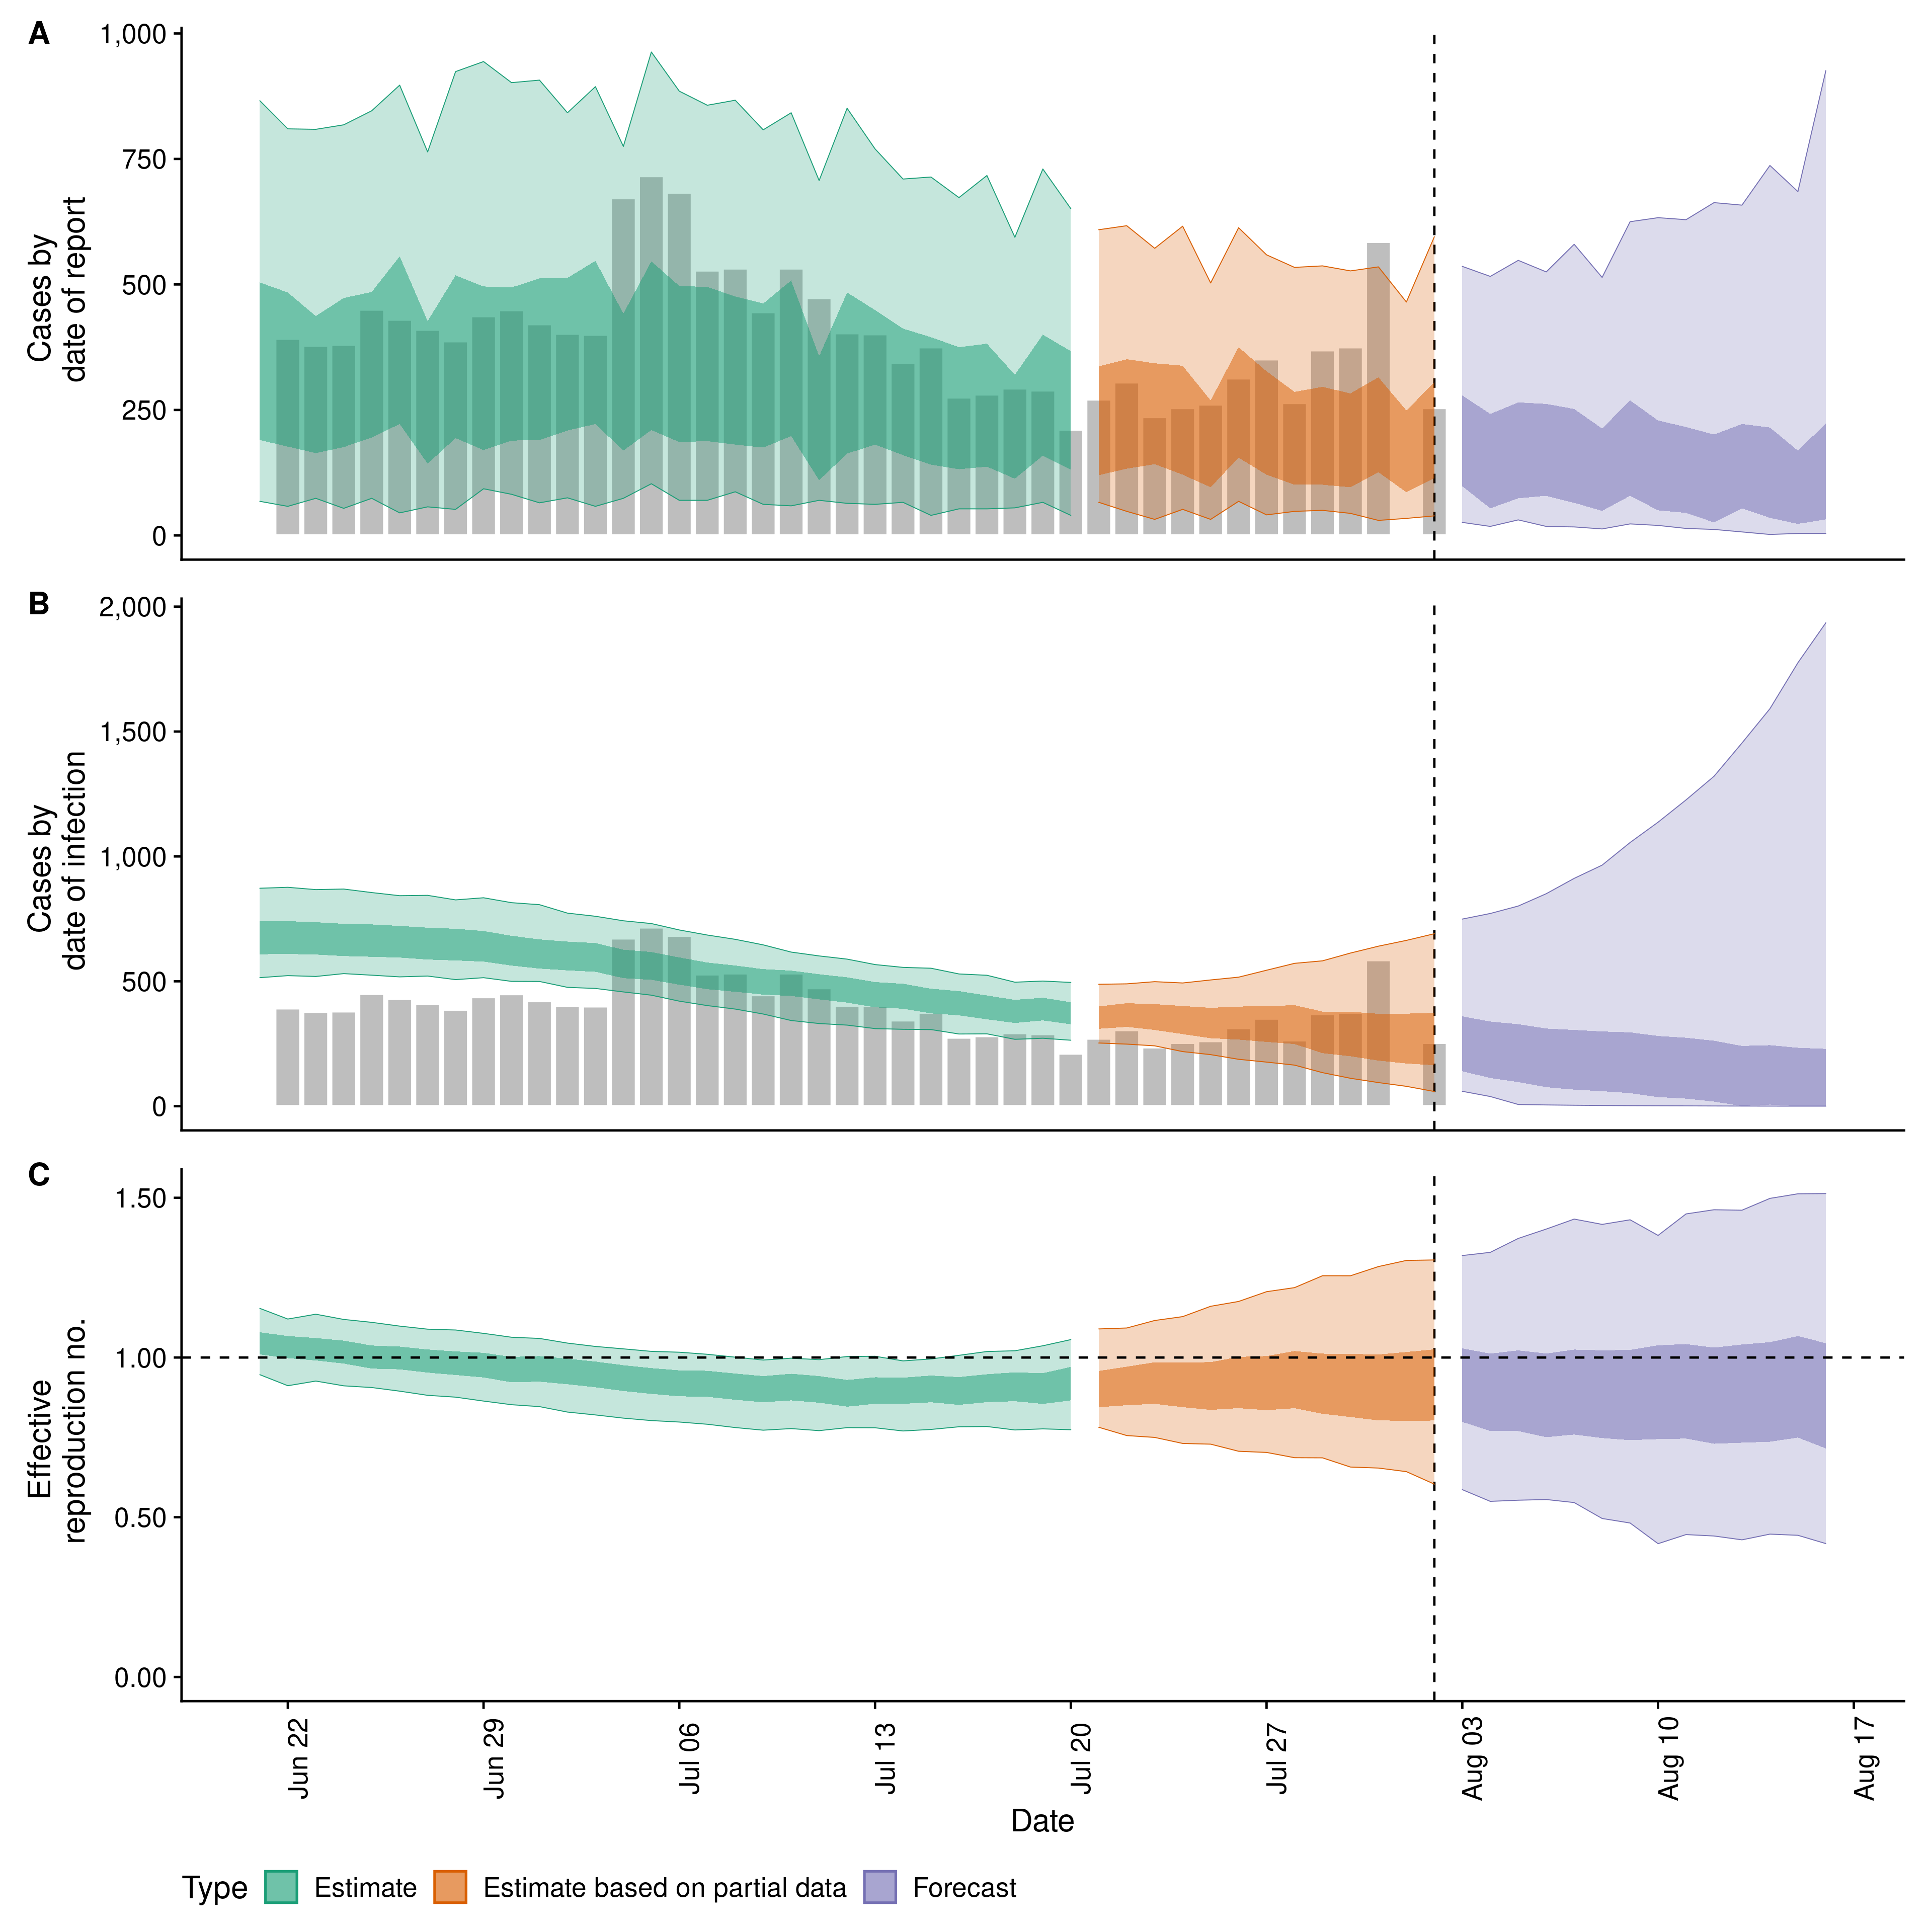 A
1,000
750
500
250
0
Cases by
date of report
B
2,000
1,500
1,000
500
0
Cases by
date of infection
C
1.50
1.00
0.50
0.00
Effective
reproduction no.
Jun 22
Jun 29
Jul 06
Jul 13
Jul 20
Jul 27
Aug 03
Aug 10
Aug 17
Date
Type Estimate Estimate based on partial data Forecast